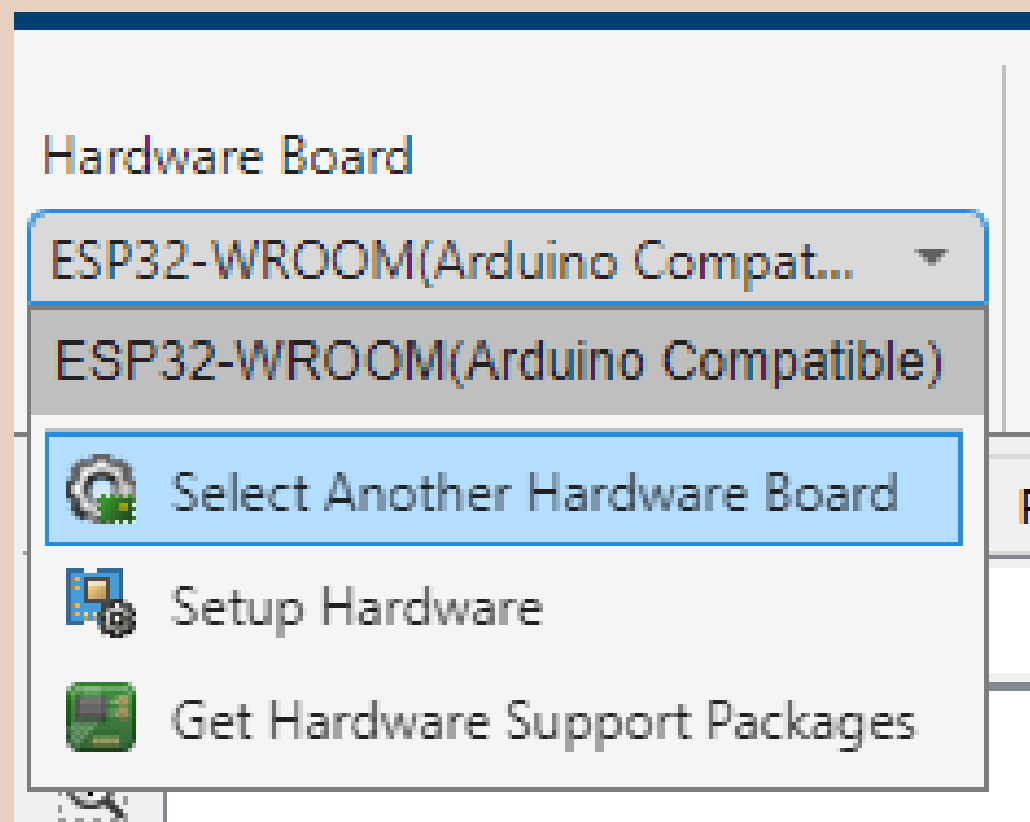 Hardware Board
ESP32-WROOM(Arduino Compat...
ESP32-WROOM(Arduino Compatible)
Select Another Hardware Board
Setup Hardware
Get Hardware Support Packages